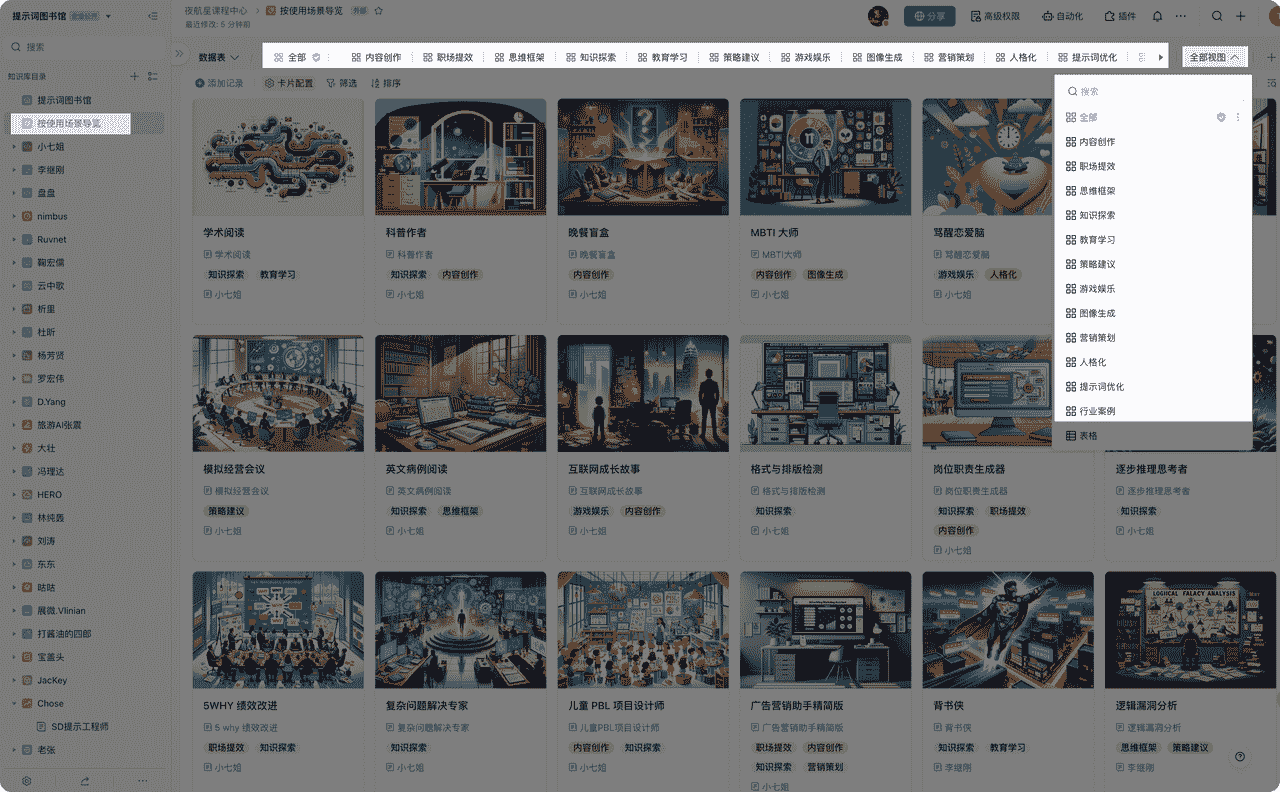 提示词图书馆
夜航星课程中心 > 按使用场景导览 外部
最近修改: 5 分钟前
分享
高级权限
自动化
插件
搜索
知识库目录
提示词图书馆
按使用场景导览
小七姐
李继刚
盘盘
nimbus
Ruvnet
鞠宏儒
云中歌
析里
杜昕
杨芳贤
罗宏伟
D.Yang
旅游AI张震
大壮
冯理达
HERO
林纯轰
刘涛
东东
咕咕
展微.Vlinian
打酱油的四郎
宝盖头
JacKey
Chose
SD提示工程师
老张
数据表
全部
内容创作
职场提效
思维框架
知识探索
教育学习
策略建议
游戏娱乐
图像生成
营销策划
人格化
提示词优化
全部视图
添加记录
卡片配置
筛选
排序
搜索
全部
内容创作
职场提效
思维框架
知识探索
教育学习
策略建议
游戏娱乐
图像生成
营销策划
人格化
提示词优化
行业案例
表格
学术阅读
学术阅读
知识探索 教育学习
小七姐
科普作者
科普作者
知识探索 内容创作
小七姐
晚餐盲盒
晚餐盲盒
内容创作
小七姐
MBTI 大师
MBTI大师
内容创作 图像生成
小七姐
骂醒恋爱脑
骂醒恋爱脑
游戏娱乐 人格化
小七姐
模拟经营会议
模拟经营会议
策略建议
小七姐
英文病例阅读
英文病例阅读
知识探索 思维框架
小七姐
互联网成长故事
互联网成长故事
游戏娱乐 内容创作
小七姐
格式与排版检测
格式与排版检测
知识探索
小七姐
岗位职责生成器
岗位职责生成器
知识探索 职场提效
内容创作
小七姐
逐步推理思考者
逐步推理思考者
知识探索
小七姐
5WHY 绩效改进
5 why 绩效改进
职场提效 知识探索
小七姐
复杂问题解决专家
复杂问题解决专家
知识探索
小七姐
儿童 PBL 项目设计师
儿童PBL项目设计师
内容创作 知识探索
小七姐
广告营销助手精简版
广告营销助手精简版
职场提效 内容创作
知识探索 营销策划
小七姐
背书侠
背书侠
知识探索 教育学习
李继刚
LOGICAL FALACY ANALYSIS
逻辑漏洞分析
逻辑漏洞分析
思维框架 策略建议
李继刚